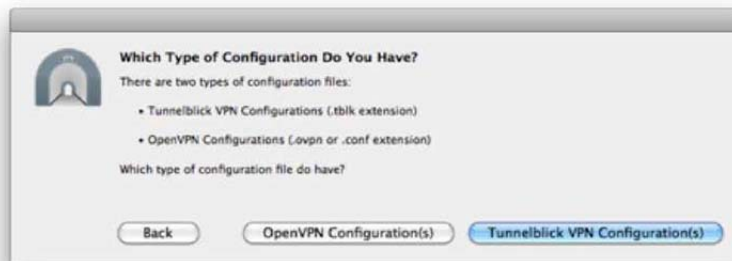 Which Type of Configuration Do You Have?
There are two types of configuration files:
• Tunnelblick VPN Configurations (.tblk extension)
• OpenVPN Configurations (.ovpn or .conf extension)
Which type of configuration file do have?
Back
OpenVPN Configuration(s)
Tunnelblick VPN Configuration(s)